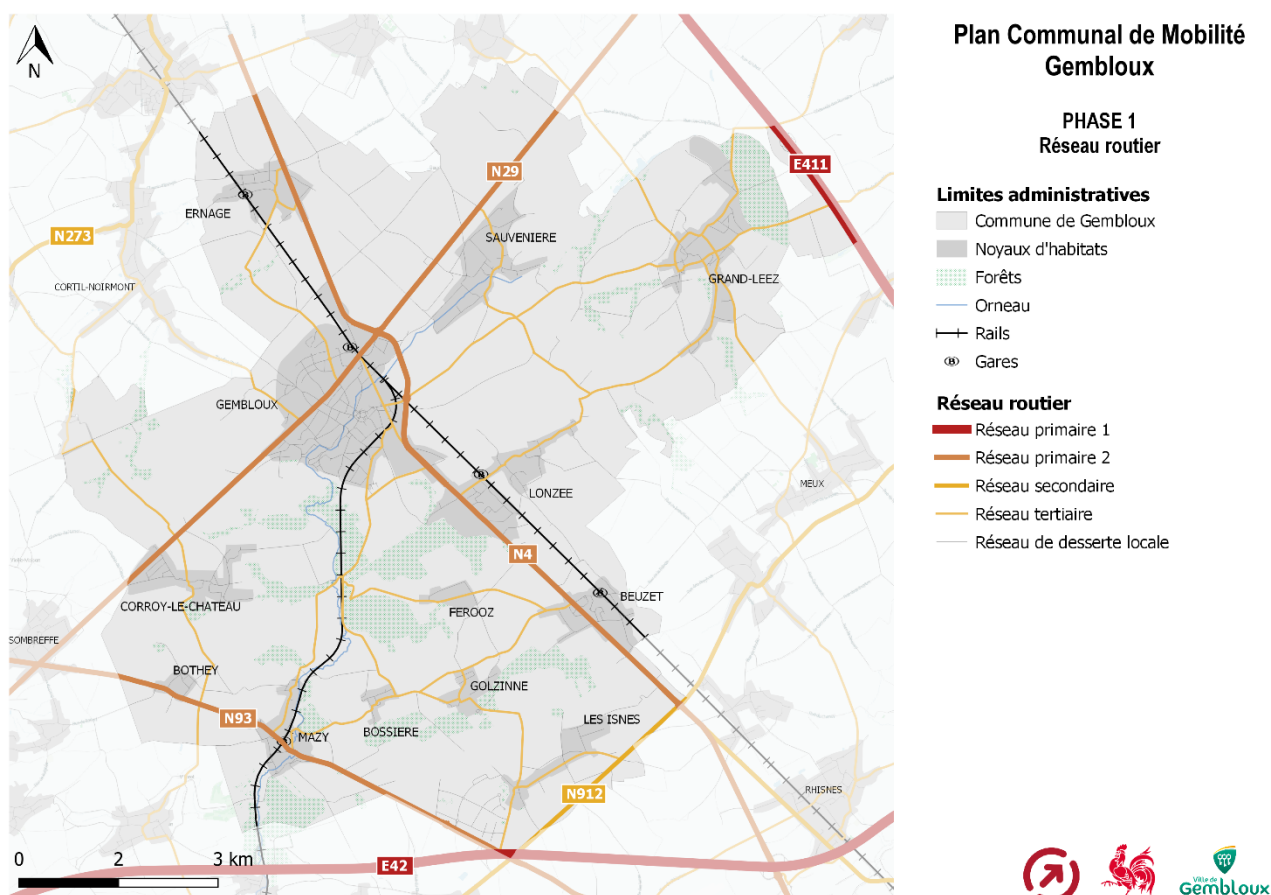 N
Plan Communal de Mobilité
Gembloux
PHASE 1
Réseau routier
Limites administratives
Commune de Gembloux
Noyaux d'habitats
Forêts
Orneau
Rails
B Gares
Réseau routier
Réseau primaire 1
Réseau primaire 2
Réseau secondaire
Réseau tertiaire
Réseau de desserte locale
E411
N29
B
ERNAGE
N273
SAUVENIERE
GRAND-LEEZ
CORTIL-NOIRMONT
B
GEMBLOUX
B
LONZEE
MEUX
N4
B
BEUZET
CORROY-LE-CHATEAU
FEROOZ
SOMBREFFE
BOTHEY
GOLZINNE
N93
LES ISNES
BOSSIERE
B
MAZY
N912
RHISNES
0 2 3 km
E42
Ville de
Gembloux